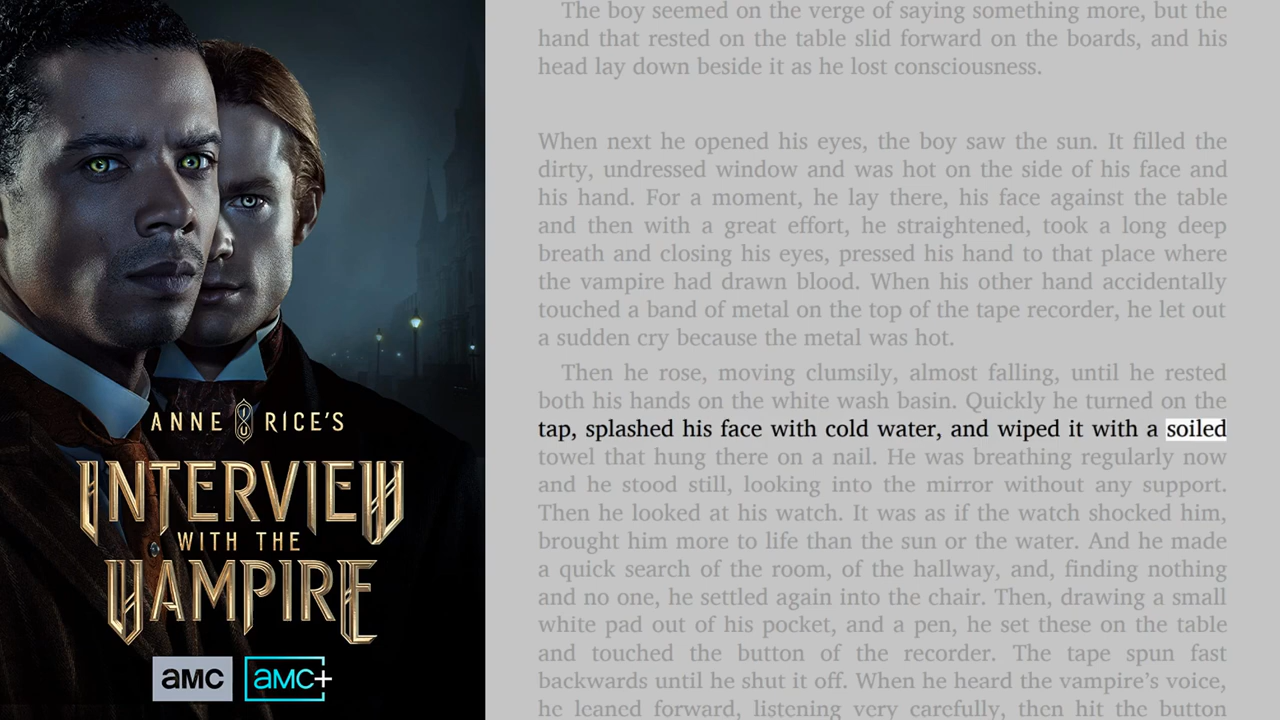 ANNE RICE'S
INTERVIEW
WITH THE
VAMPIRE
aMC
aMC+
The boy seemed on the verge of saying something more, but the
hand that rested on the table slid forward on the boards, and his
head lay down beside it as he lost consciousness.
When next he opened his eyes, the boy saw the sun. It filled the
dirty, undressed window and was hot on the side of his face and
his hand. For a moment, he lay there, his face against the table
and then with a great effort, he straightened, took a long deep
breath and closing his eyes, pressed his hand to that place where
the vampire had drawn blood. When his other hand accidentally
touched a band of metal on the top of the tape recorder, he let out
a sudden cry because the metal was hot.
Then he rose, moving clumsily, almost falling, until he rested
both his hands on the white wash basin. Quickly he turned on the
tap, splashed his face with cold water, and wiped it with a soiled
towel that hung there on a nail. He was breathing regularly now
and he stood still, looking into the mirror without any support.
Then he looked at his watch. It was as if the watch shocked him,
brought him more to life than the sun or the water. And he made
a quick search of the room, of the hallway, and, finding nothing
and no one, he settled again into the chair. Then, drawing a small
white pad out of his pocket, and a pen, he set these on the table
and touched the button of the recorder. The tape spun fast
backwards until he shut it off. When he heard the vampire's voice,
he leaned forward, listening very carefully, then hit the button